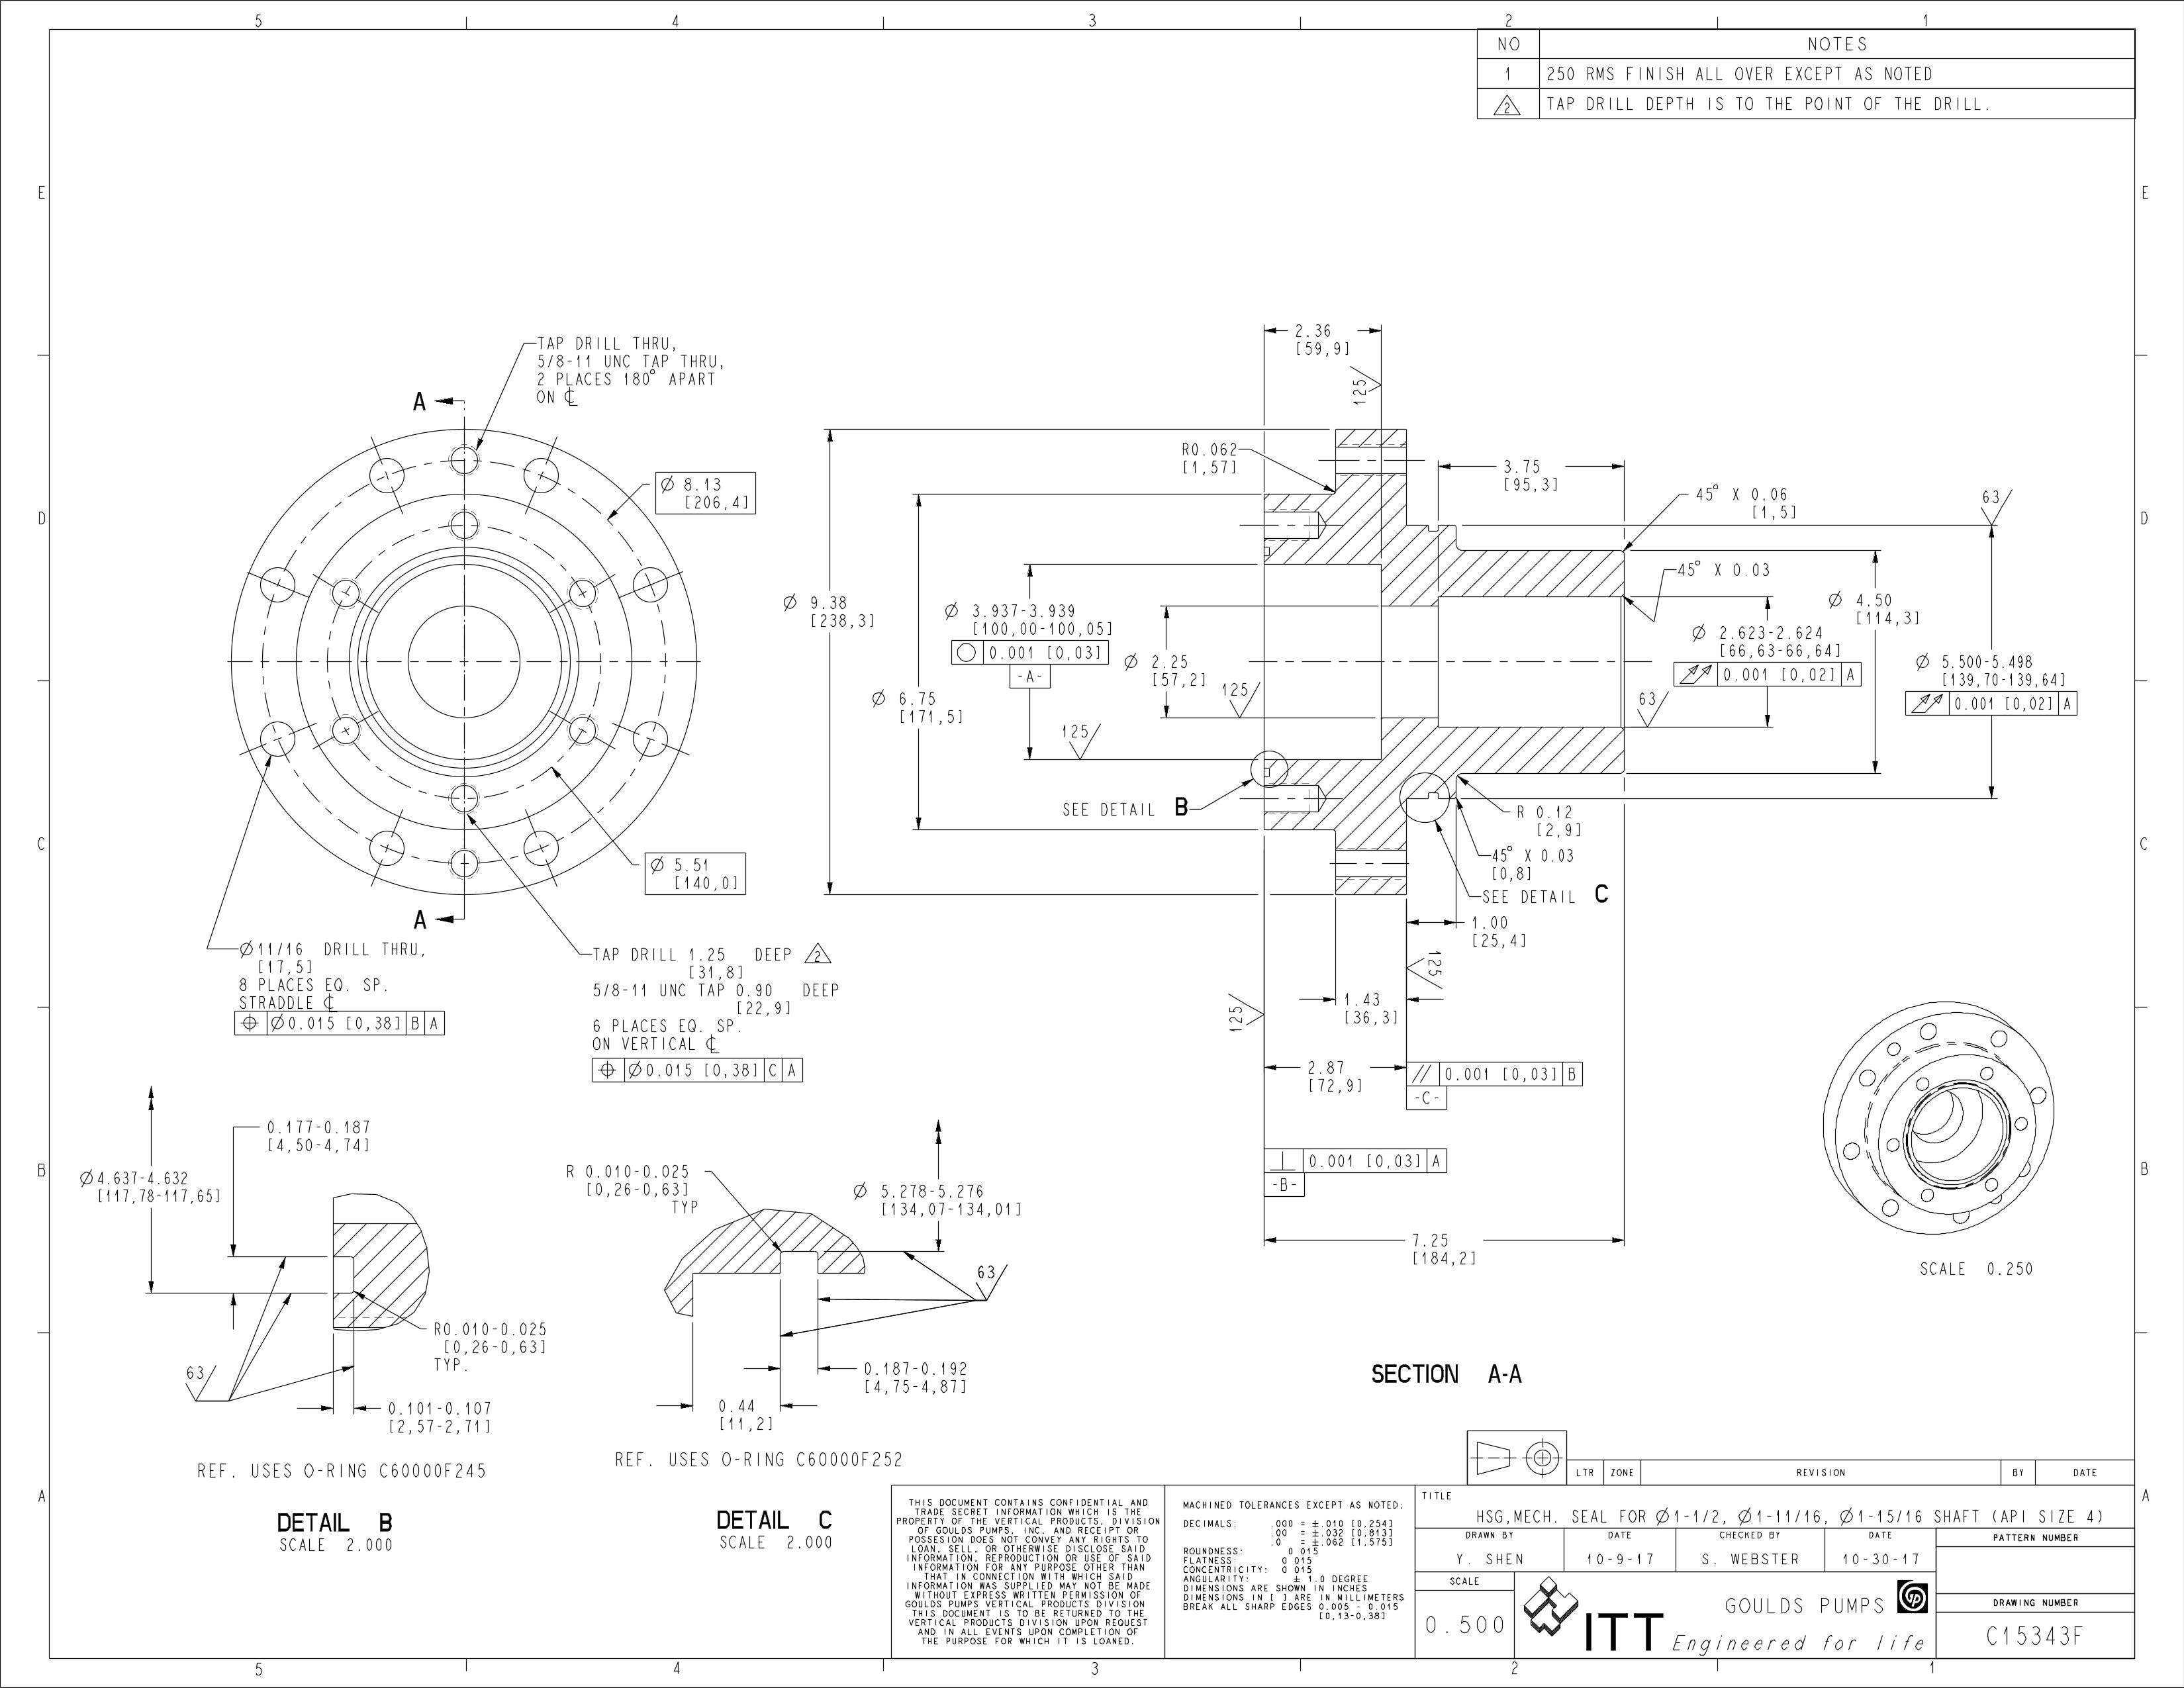 5 4 3 2 1
NO NOTES
1 250 RMS FINISH ALL OVER EXCEPT AS NOTED
2 TAP DRILL DEPTH IS TO THE POINT OF THE DRILL.
E E
D D
C C
B B
A A
TAP DRILL THRU,
5/8-11 UNC TAP THRU,
2 PLACES 180° APART
ON ℄
A
A
Ø 8.13
[206,4]
Ø 5.51
[140,0]
Ø11/16 DRILL THRU,
[17,5]
8 PLACES EQ. SP.
STRADDLE ℄
⌖ Ø0.015 [0,38] B A
TAP DRILL 1.25 DEEP 2
[31,8]
5/8-11 UNC TAP 0.90 DEEP
[22,9]
6 PLACES EQ. SP.
ON VERTICAL ℄
⌖ Ø0.015 [0,38] C A
2.36
[59,9]
125
R0.062
[1,57]
3.75
[95,3]
45° X 0.06
[1,5]
63
45° X 0.03
Ø 9.38
[238,3]
Ø 3.937-3.939
[100,00-100,05]
○ 0.001 [0,03]
-A-
Ø 2.25
[57,2]
Ø 6.75
[171,5]
125
125
Ø 4.50
[114,3]
Ø 2.623-2.624
[66,63-66,64]
⌰ 0.001 [0,02] A
63
Ø 5.500-5.498
[139,70-139,64]
⌰ 0.001 [0,02] A
SEE DETAIL B
R 0.12
[2,9]
45° X 0.03
[0,8]
SEE DETAIL C
1.00
[25,4]
125
125
1.43
[36,3]
2.87
[72,9]
// 0.001 [0,03] B
-C-
⊥ 0.001 [0,03] A
-B-
7.25
[184,2]
SCALE 0.250
SECTION A-A
0.177-0.187
[4,50-4,74]
Ø4.637-4.632
[117,78-117,65]
R0.010-0.025
[0,26-0,63]
TYP.
63
0.101-0.107
[2,57-2,71]
REF. USES O-RING C60000F245
DETAIL B
SCALE 2.000
R 0.010-0.025
[0,26-0,63]
TYP
Ø 5.278-5.276
[134,07-134,01]
63
0.187-0.192
[4,75-4,87]
0.44
[11,2]
REF. USES O-RING C60000F252
DETAIL C
SCALE 2.000
THIS DOCUMENT CONTAINS CONFIDENTIAL AND
TRADE SECRET INFORMATION WHICH IS THE
PROPERTY OF THE VERTICAL PRODUCTS, DIVISION
OF GOULDS PUMPS, INC. AND RECEIPT OR
POSSESION DOES NOT CONVEY ANY RIGHTS TO
LOAN, SELL, OR OTHERWISE DISCLOSE SAID
INFORMATION, REPRODUCTION OR USE OF SAID
INFORMATION FOR ANY PURPOSE OTHER THAN
THAT IN CONNECTION WITH WHICH SAID
INFORMATION WAS SUPPLIED MAY NOT BE MADE
WITHOUT EXPRESS WRITTEN PERMISSION OF
GOULDS PUMPS VERTICAL PRODUCTS DIVISION
THIS DOCUMENT IS TO BE RETURNED TO THE
VERTICAL PRODUCTS DIVISION UPON REQUEST
AND IN ALL EVENTS UPON COMPLETION OF
THE PURPOSE FOR WHICH IT IS LOANED.
MACHINED TOLERANCES EXCEPT AS NOTED:
DECIMALS: .000 = ±.010 [0,254]
.00 = ±.032 [0,813]
.0 = ±.062 [1,575]
ROUNDNESS: 0.015
FLATNESS: 0.015
CONCENTRICITY: 0.015
ANGULARITY: ± 1.0 DEGREE
DIMENSIONS ARE SHOWN IN INCHES
DIMENSIONS IN [ ] ARE IN MILLIMETERS
BREAK ALL SHARP EDGES 0.005 - 0.015
[0,13-0,38]
LTR ZONE REVISION BY DATE
TITLE
HSG,MECH. SEAL FOR Ø1-1/2, Ø1-11/16, Ø1-15/16 SHAFT (API SIZE 4)
DRAWN BY DATE CHECKED BY DATE PATTERN NUMBER
Y. SHEN 10-9-17 S. WEBSTER 10-30-17
SCALE
0.500
ITT
GOULDS PUMPS
Engineered for life
DRAWING NUMBER
C15343F
5 4 3 2 1